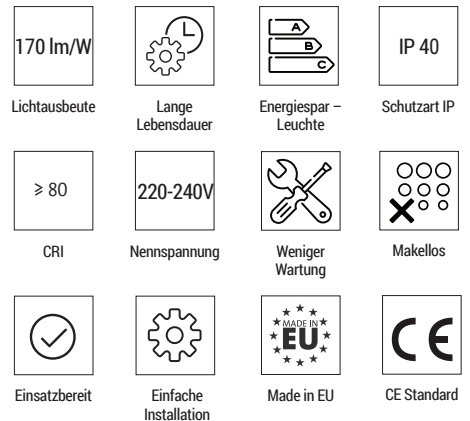 170 lm/W
Lichtausbeute
Lange
Lebensdauer
A
B
C
Energiespar –
Leuchte
IP 40
Schutzart IP
⩾ 80
CRI
220-240V
Nennspannung
Weniger
Wartung
Makellos
Einsatzbereit
Einfache
Installation
MADE IN
EU
Made in EU
CE
CE Standard